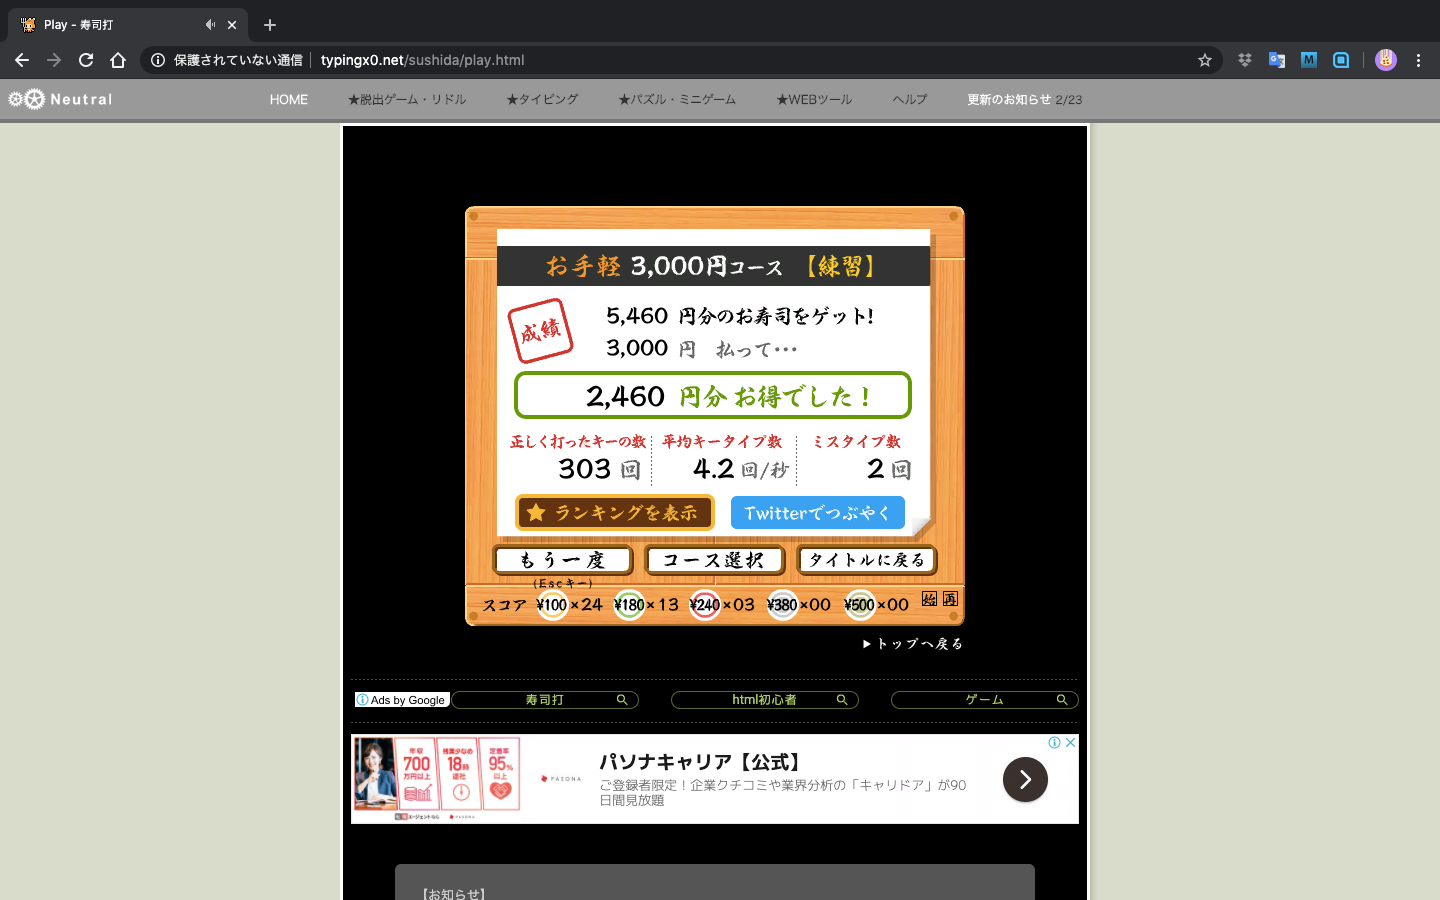 Play - 寿司打
保護されていない通信 | typingx0.net/sushida/play.html
Neutral HOME ★脱出ゲーム・リドル ★タイピング ★パズル・ミニゲーム ★WEBツール ヘルプ 更新のお知らせ 2/23
お手軽 3,000円コース 【練習】
成績
5,460 円分のお寿司をゲット!
3,000 円 払って・・・
2,460 円分 お得でした!
正しく打ったキーの数 平均キータイプ数 ミスタイプ数
303 回 4.2 回/秒 2 回
★ ランキングを表示 Twitterでつぶやく
もう一度 コース選択 タイトルに戻る
(Escキー)
スコア ¥100×24 ¥180×13 ¥240×03 ¥380×00 ¥500×00 始 再
▶トップへ戻る
Ads by Google 寿司打 html初心者 ゲーム
年収 700 万円以上
残業少なめ 18時 退社
定着率 95% 以上
PASONA
パソナキャリア【公式】
ご登録者限定！企業クチコミや業界分析の「キャリドア」が90
日間見放題
【お知らせ】